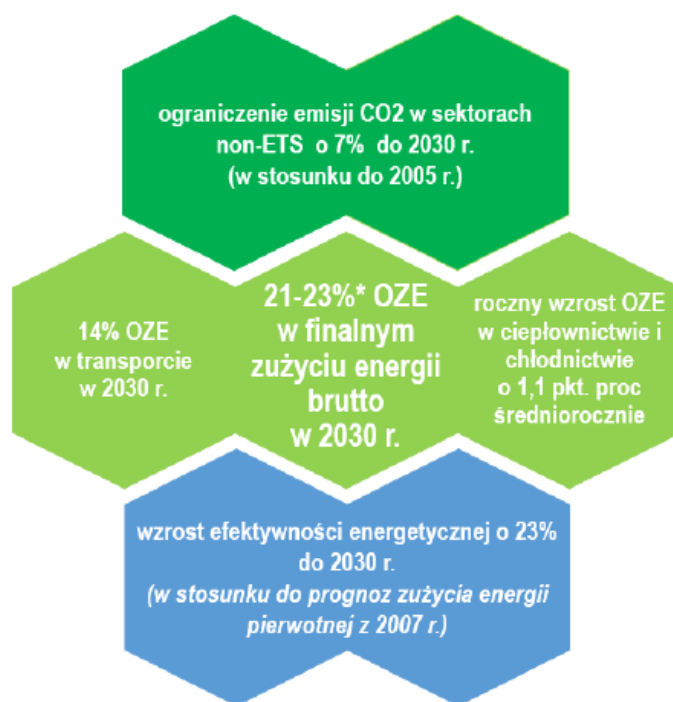 ograniczenie emisji CO2 w sektorach
non-ETS o 7% do 2030 r.
(w stosunku do 2005 r.)
14% OZE
w transporcie
w 2030 r.
21-23%* OZE
w finalnym
zużyciu energii
brutto
w 2030 r.
roczny wzrost OZE
w ciepłownictwie i
chłodnictwie
o 1,1 pkt. proc
średniorocznie
wzrost efektywności energetycznej o 23%
do 2030 r.
(w stosunku do prognoz zużycia energii
pierwotnej z 2007 r.)